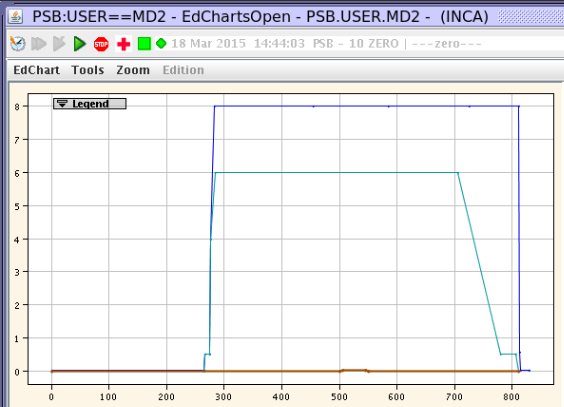 PSB:USER==MD2 - EdChartsOpen - PSB.USER.MD2 - (INCA)
STOP 18 Mar 2015 14:44:03 PSB - 10 ZERO | ---zero---
EdChart Tools Zoom Edition
Legend
8
7
6
5
4
3
2
1
0
0 100 200 300 400 500 600 700 800